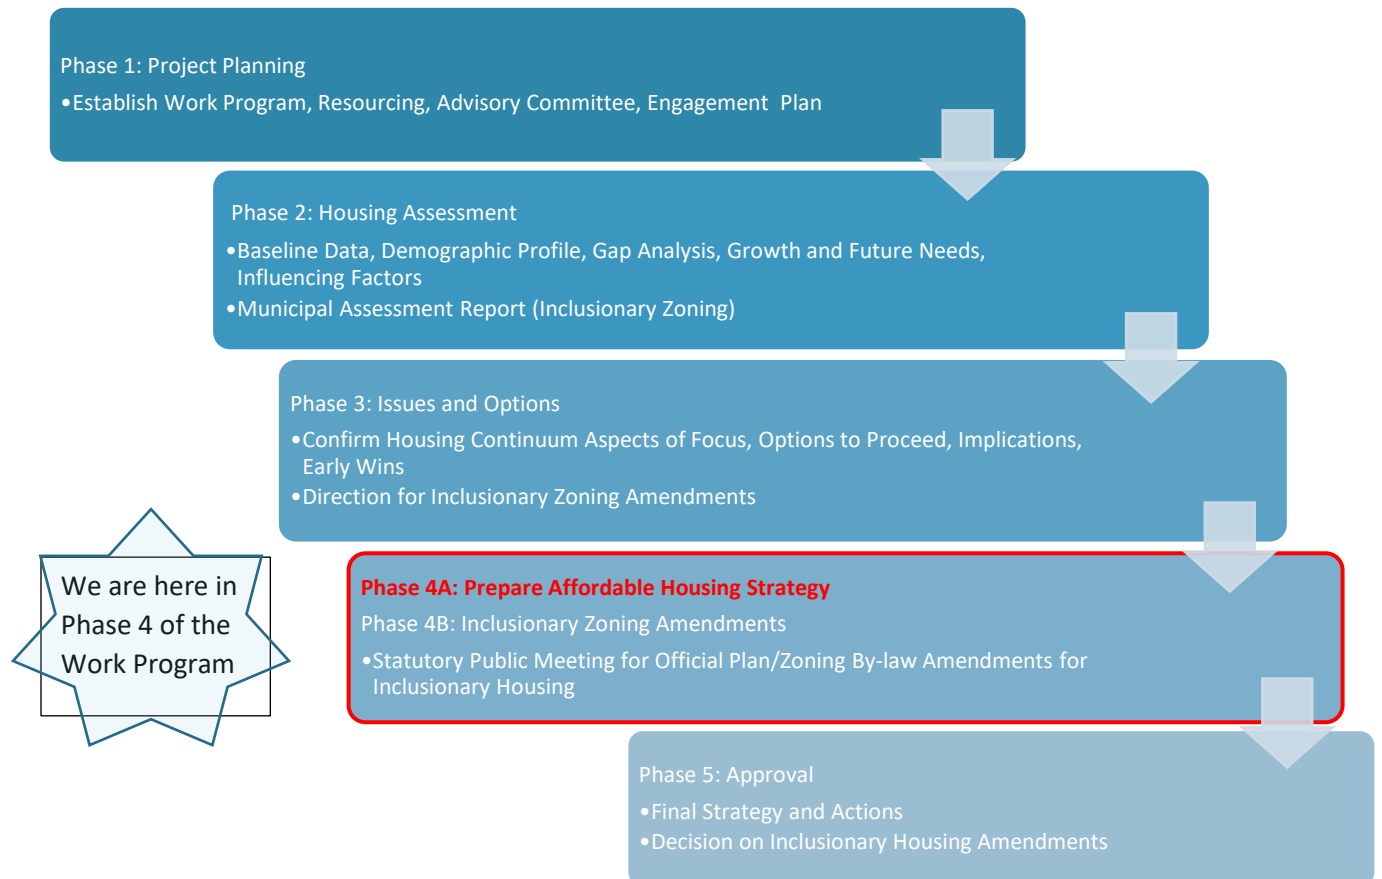 Phase 1: Project Planning
•Establish Work Program, Resourcing, Advisory Committee, Engagement Plan
Phase 2: Housing Assessment
•Baseline Data, Demographic Profile, Gap Analysis, Growth and Future Needs,
Influencing Factors
•Municipal Assessment Report (Inclusionary Zoning)
Phase 3: Issues and Options
•Confirm Housing Continuum Aspects of Focus, Options to Proceed, Implications,
Early Wins
•Direction for Inclusionary Zoning Amendments
We are here in
Phase 4 of the
Work Program
Phase 4A: Prepare Affordable Housing Strategy
Phase 4B: Inclusionary Zoning Amendments
•Statutory Public Meeting for Official Plan/Zoning By-law Amendments for
Inclusionary Housing
Phase 5: Approval
•Final Strategy and Actions
•Decision on Inclusionary Housing Amendments